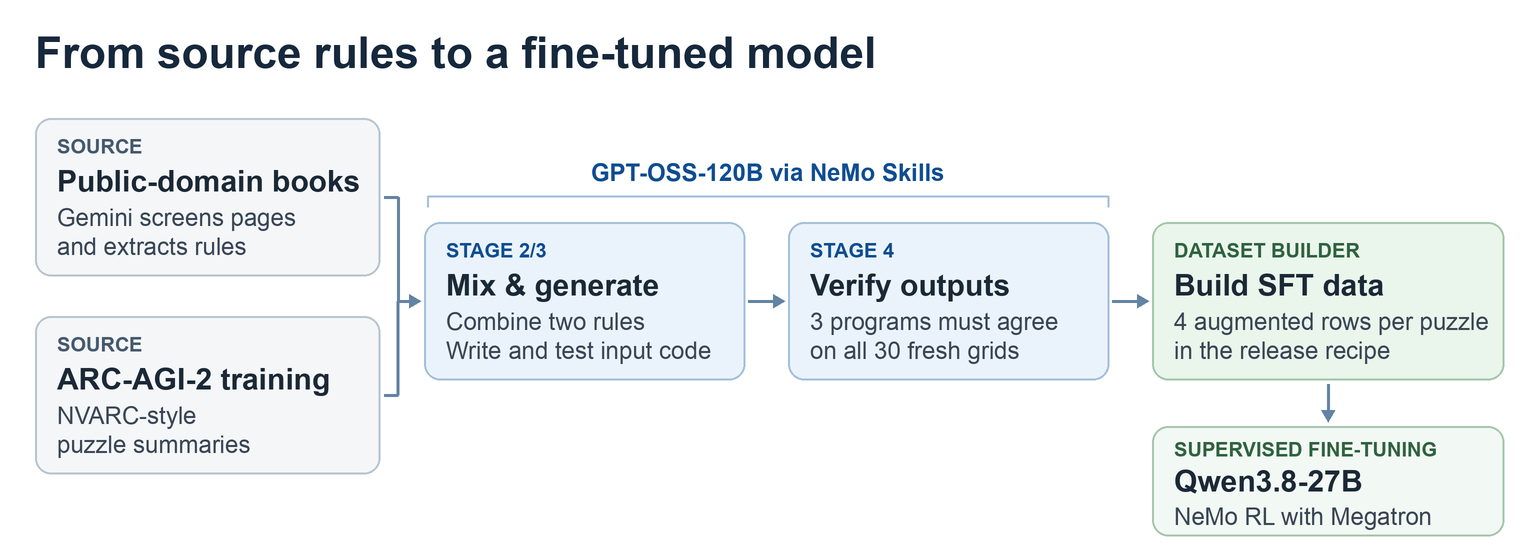 From source rules to a fine-tuned model
SOURCE
Public-domain books
Gemini screens pages
and extracts rules
SOURCE
ARC-AGI-2 training
NVARC-style
puzzle summaries
GPT-OSS-120B via NeMo Skills
STAGE 2/3
Mix & generate
Combine two rules
Write and test input code
STAGE 4
Verify outputs
3 programs must agree
on all 30 fresh grids
DATASET BUILDER
Build SFT data
4 augmented rows per puzzle
in the release recipe
SUPERVISED FINE-TUNING
Qwen3.8-27B
NeMo RL with Megatron